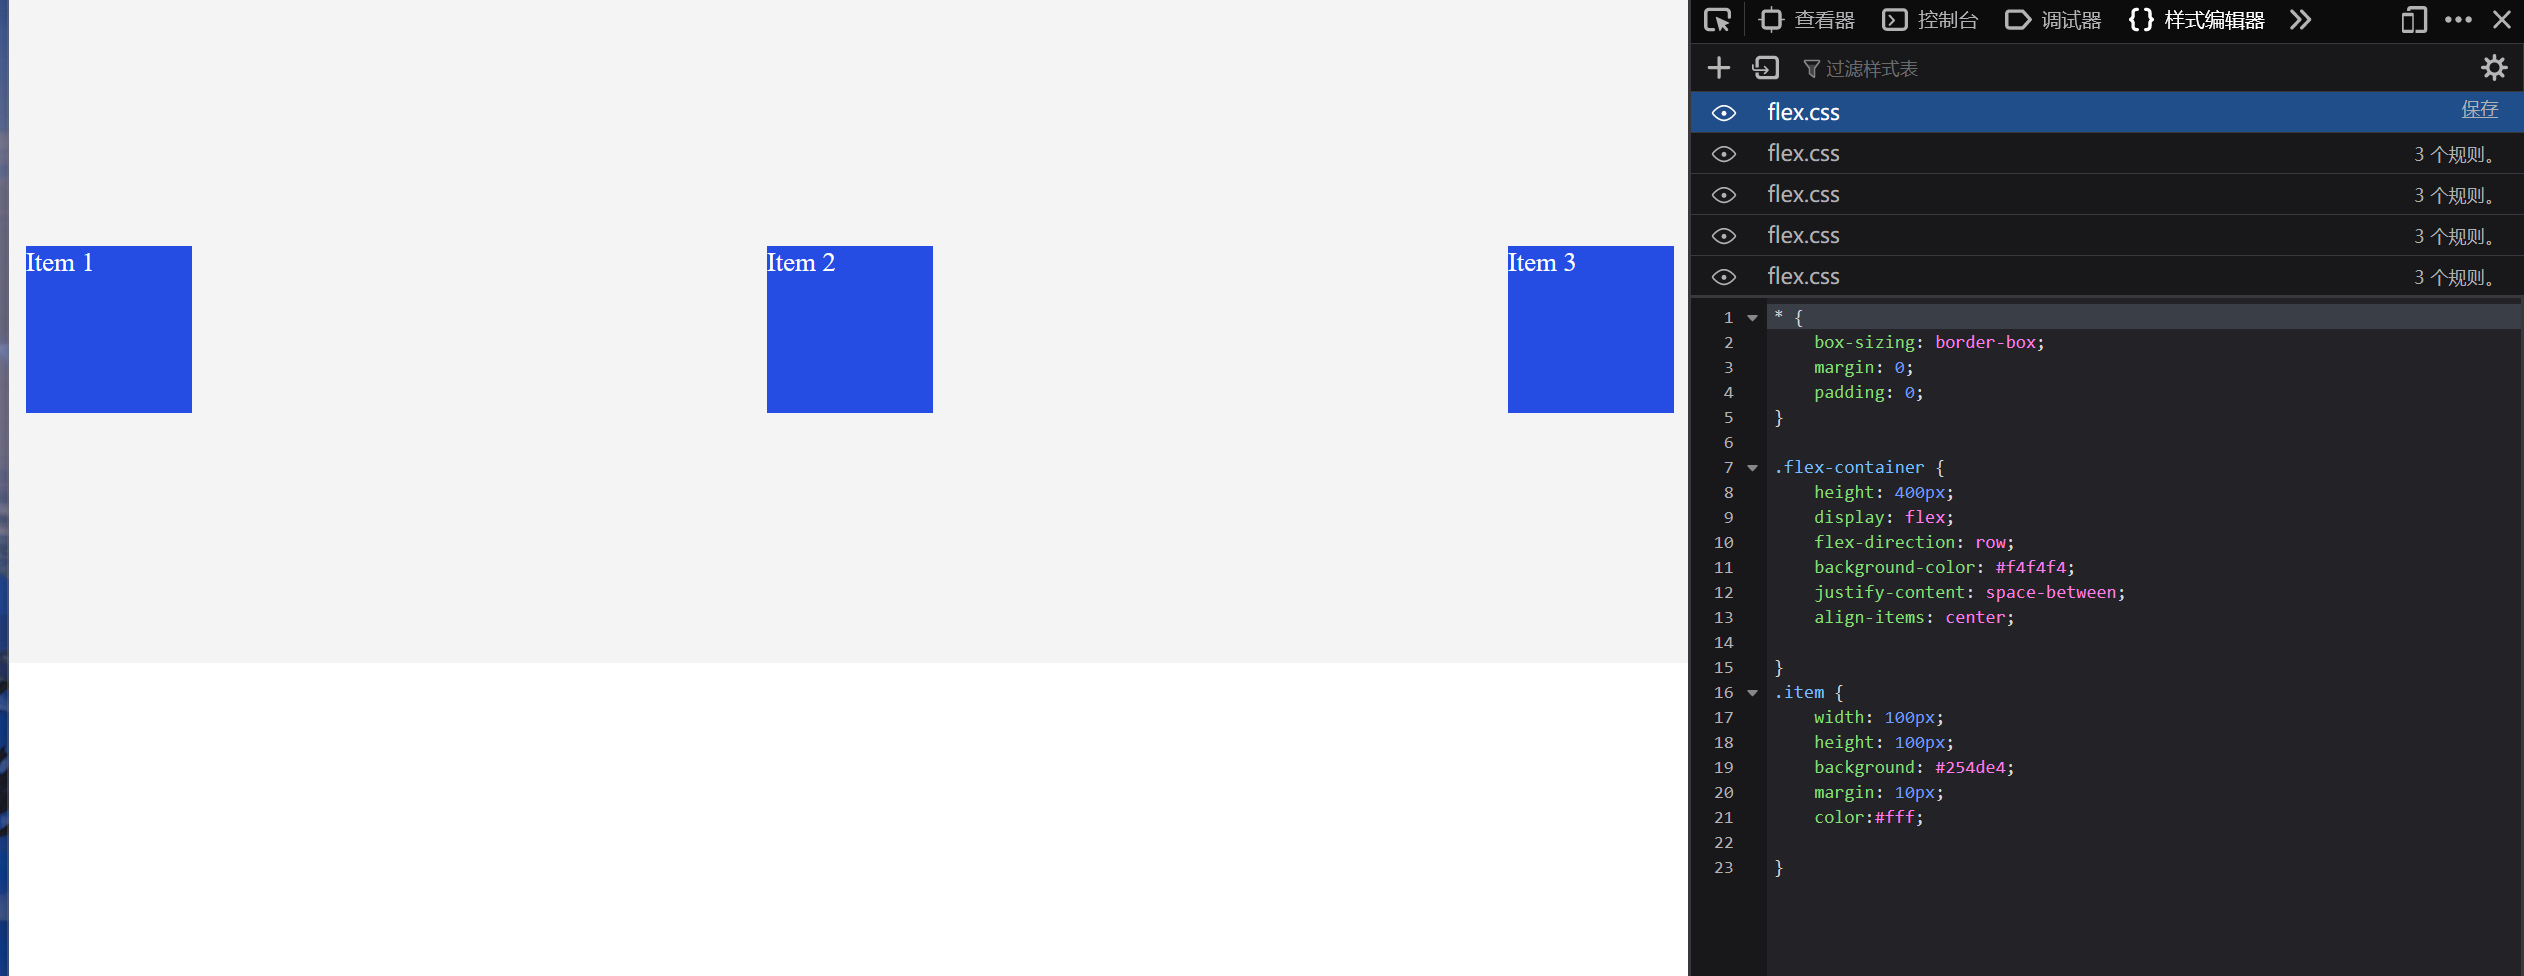 Item 1
Item 2
Item 3
查看器 控制台 调试器 样式编辑器
过滤样式表
flex.css 保存
flex.css 3 个规则。
flex.css 3 个规则。
flex.css 3 个规则。
flex.css 3 个规则。
1 * {
2 box-sizing: border-box;
3 margin: 0;
4 padding: 0;
5 }
6
7 .flex-container {
8 height: 400px;
9 display: flex;
10 flex-direction: row;
11 background-color: #f4f4f4;
12 justify-content: space-between;
13 align-items: center;
14
15 }
16 .item {
17 width: 100px;
18 height: 100px;
19 background: #254de4;
20 margin: 10px;
21 color:#fff;
22
23 }